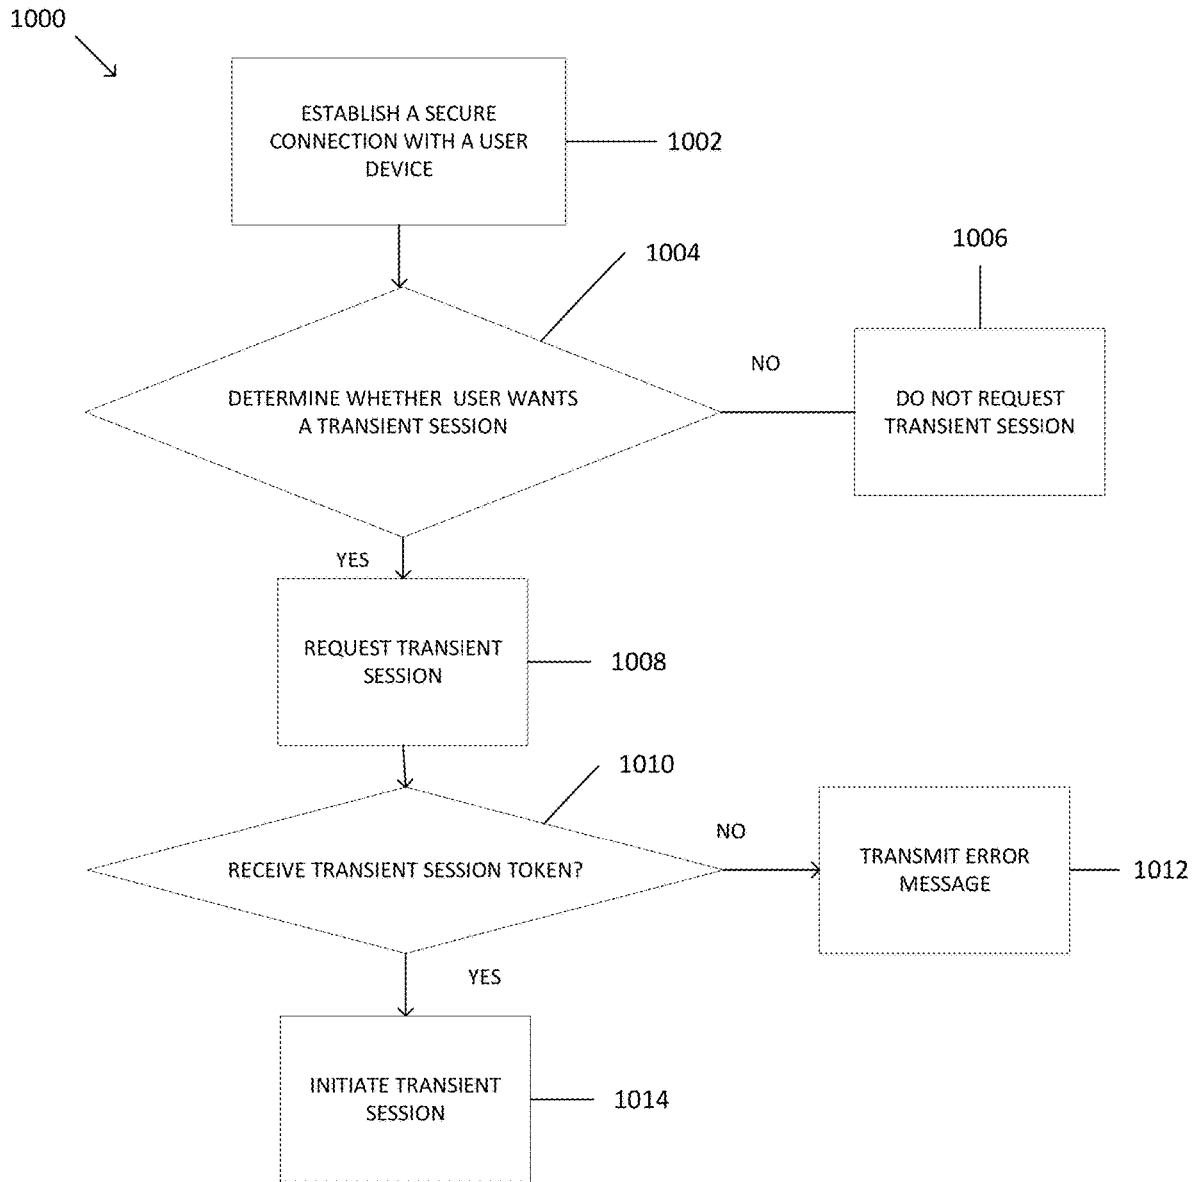 1000
ESTABLISH A SECURE
CONNECTION WITH A USER
DEVICE
1002
1004
1006
DETERMINE WHETHER USER WANTS
A TRANSIENT SESSION
NO
DO NOT REQUEST
TRANSIENT SESSION
YES
REQUEST TRANSIENT
SESSION
1008
1010
RECEIVE TRANSIENT SESSION TOKEN?
NO
TRANSMIT ERROR
MESSAGE
1012
YES
INITIATE TRANSIENT
SESSION
1014